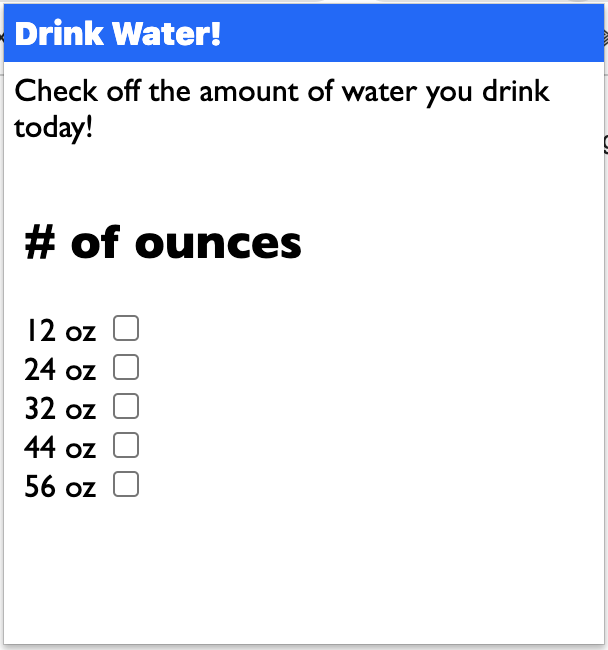 Drink Water!
Check off the amount of water you drink
today!
# of ounces
12 oz
24 oz
32 oz
44 oz
56 oz